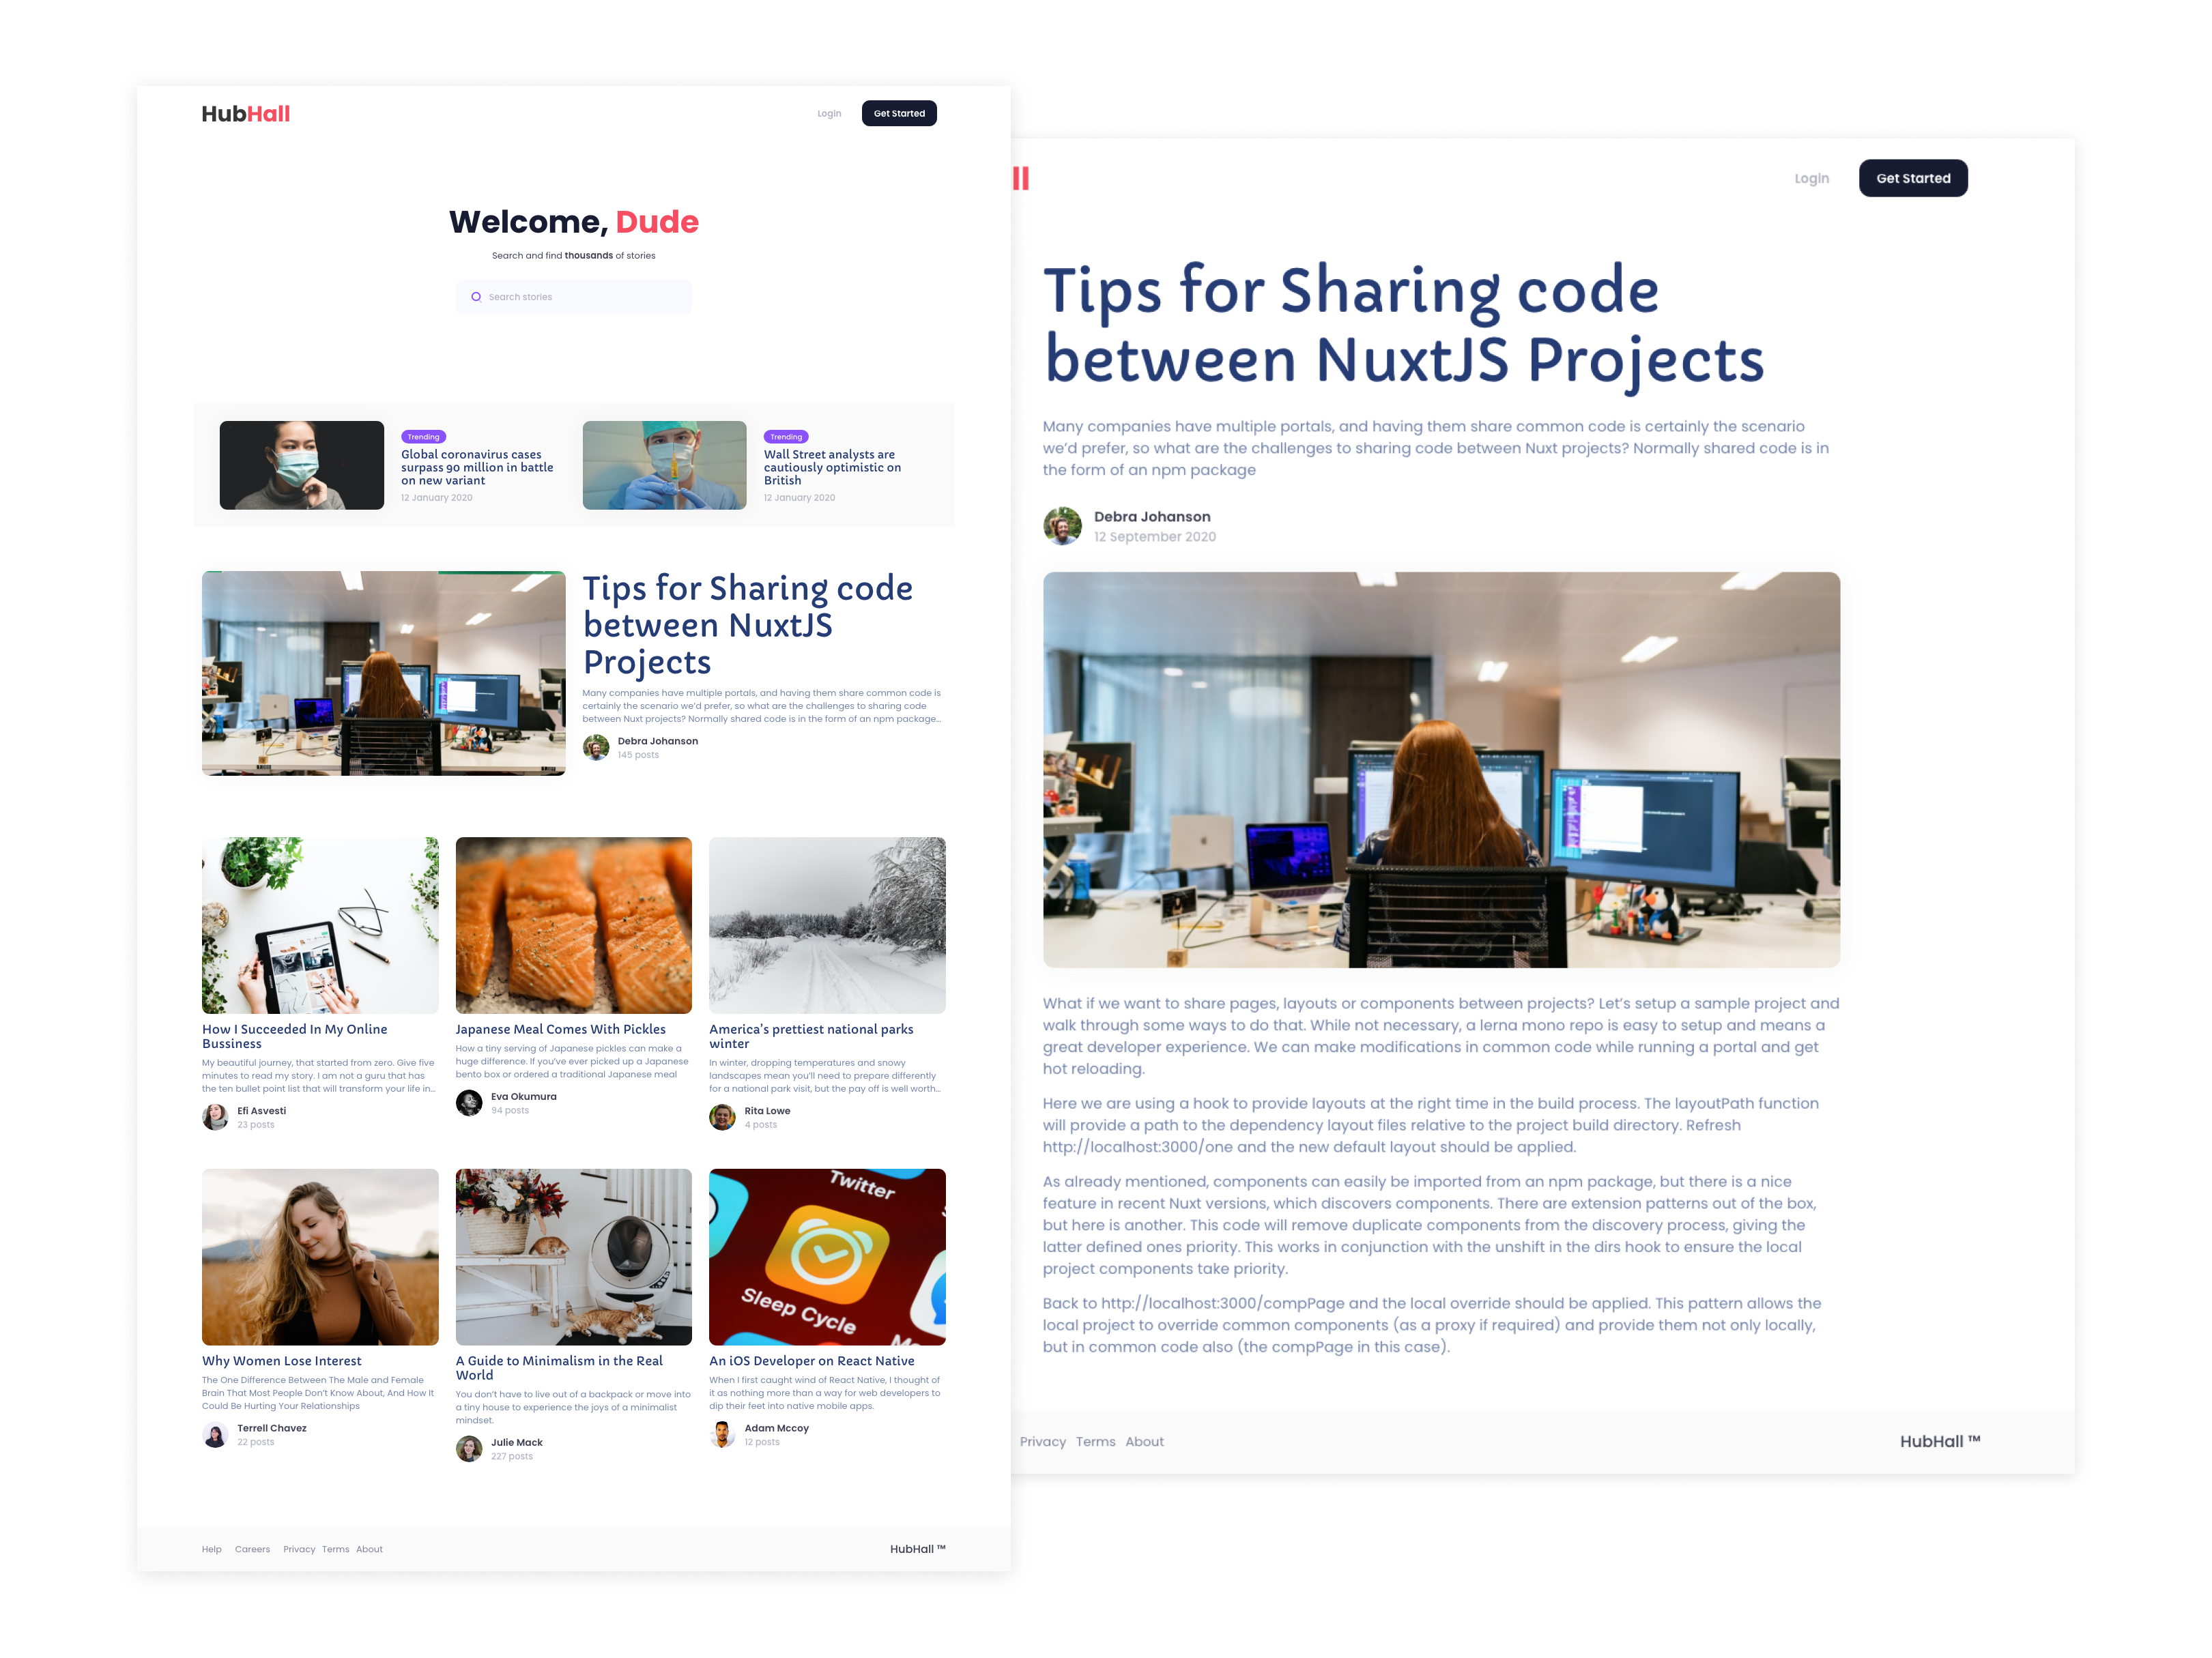 HubHall
Login
Get Started
Welcome, Dude
Search and find thousands of stories
Search stories
Trending
Global coronavirus cases
surpass 90 million in battle
on new variant
12 January 2020
Trending
Wall Street analysts are
cautiously optimistic on
British
12 January 2020
Tips for Sharing code
between NuxtJS
Projects
Many companies have multiple portals, and having them share common code is
certainly the scenario we'd prefer, so what are the challenges to sharing code
between Nuxt projects? Normally shared code is in the form of an npm package...
Debra Johanson
145 posts
How I Succeeded In My Online
Bussiness
My beautiful journey, that started from zero. Give five
minutes to read my story. I am not a guru that has
the ten bullet point list that will transform your life in...
Efi Asvesti
23 posts
Japanese Meal Comes With Pickles
How a tiny serving of Japanese pickles can make a
huge difference. If you've ever picked up a Japanese
bento box or ordered a traditional Japanese meal
Eva Okumura
94 posts
America's prettiest national parks
winter
In winter, dropping temperatures and snowy
landscapes mean you'll need to prepare differently
for a national park visit, but the pay off is well worth...
Rita Lowe
4 posts
Twitter
Sleep Cycle
Why Women Lose Interest
The One Difference Between The Male and Female
Brain That Most People Don't Know About, And How It
Could Be Hurting Your Relationships
Terrell Chavez
22 posts
A Guide to Minimalism in the Real
World
You don't have to live out of a backpack or move into
a tiny house to experience the joys of a minimalist
mindset.
Julie Mack
227 posts
An iOS Developer on React Native
When I first caught wind of React Native, I thought of
it as nothing more than a way for web developers to
dip their feet into native mobile apps.
Adam Mccoy
12 posts
Help Careers Privacy Terms About
HubHall ™
ll
Login
Get Started
Tips for Sharing code
between NuxtJS Projects
Many companies have multiple portals, and having them share common code is certainly the scenario
we'd prefer, so what are the challenges to sharing code between Nuxt projects? Normally shared code is in
the form of an npm package
Debra Johanson
12 September 2020
What if we want to share pages, layouts or components between projects? Let's setup a sample project and
walk through some ways to do that. While not necessary, a lerna mono repo is easy to setup and means a
great developer experience. We can make modifications in common code while running a portal and get
hot reloading.
Here we are using a hook to provide layouts at the right time in the build process. The layoutPath function
will provide a path to the dependency layout files relative to the project build directory. Refresh
http://localhost:3000/one and the new default layout should be applied.
As already mentioned, components can easily be imported from an npm package, but there is a nice
feature in recent Nuxt versions, which discovers components. There are extension patterns out of the box,
but here is another. This code will remove duplicate components from the discovery process, giving the
latter defined ones priority. This works in conjunction with the unshift in the dirs hook to ensure the local
project components take priority.
Back to http://localhost:3000/compPage and the local override should be applied. This pattern allows the
local project to override common components (as a proxy if required) and provide them not only locally,
but in common code also (the compPage in this case).
Privacy Terms About
HubHall ™